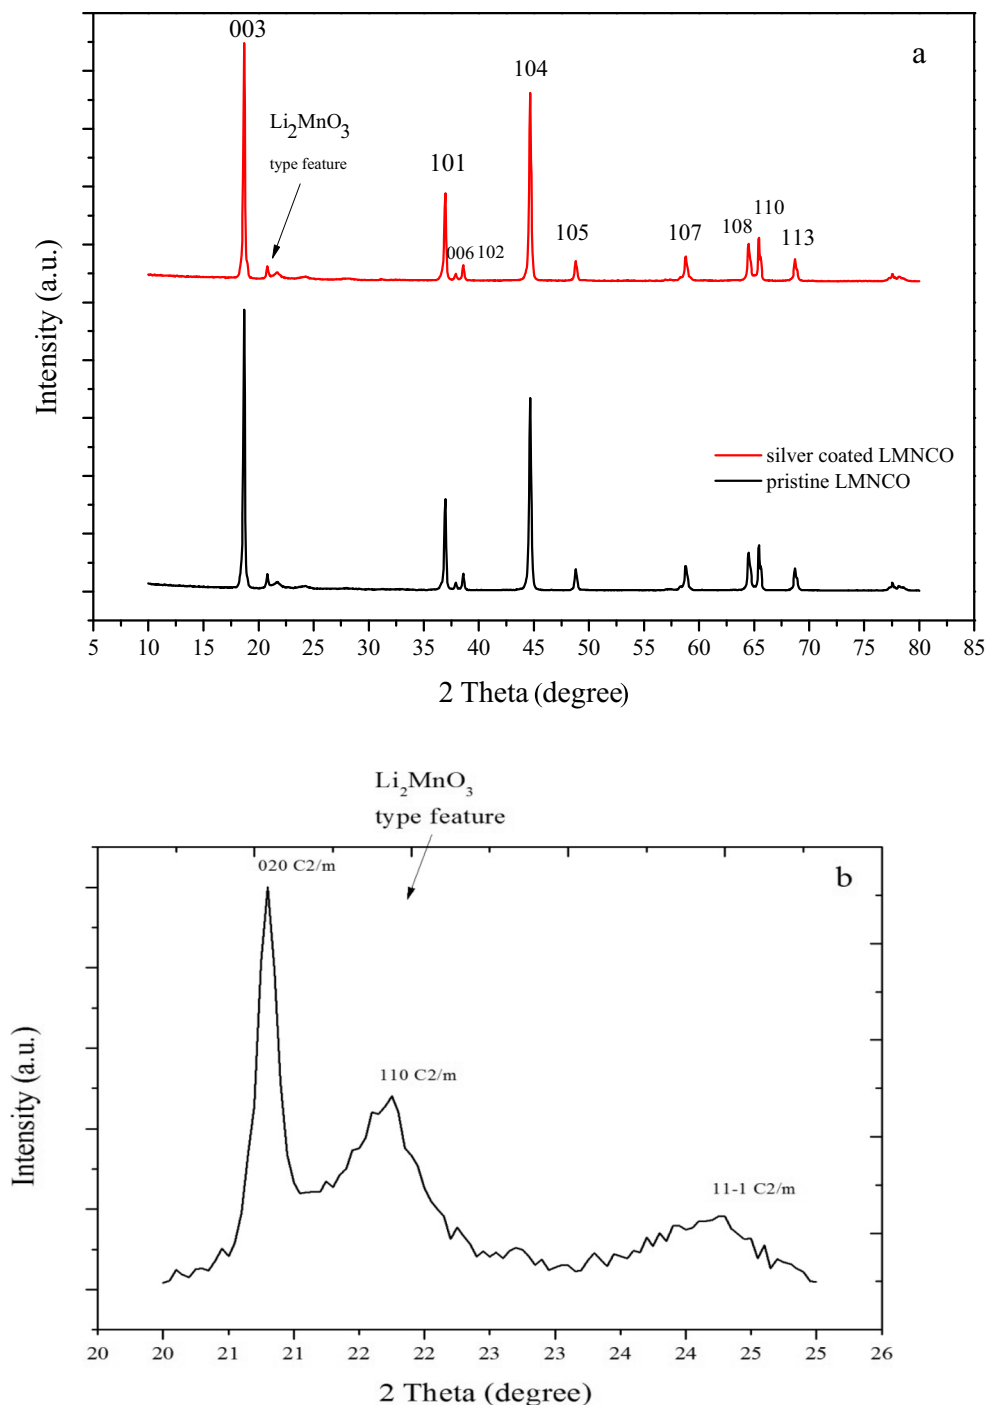 003
a
104
Li2MnO3
type feature
101
006 102
105
107
108
110
113
Intensity (a.u.)
silver coated LMNCO
pristine LMNCO
5 10 15 20 25 30 35 40 45 50 55 60 65 70 75 80 85
2 Theta (degree)
Li2MnO3
type feature
020 C2/m
b
110 C2/m
11-1 C2/m
Intensity (a.u.)
20 20 21 21 22 22 23 23 24 24 25 25 26
2 Theta (degree)